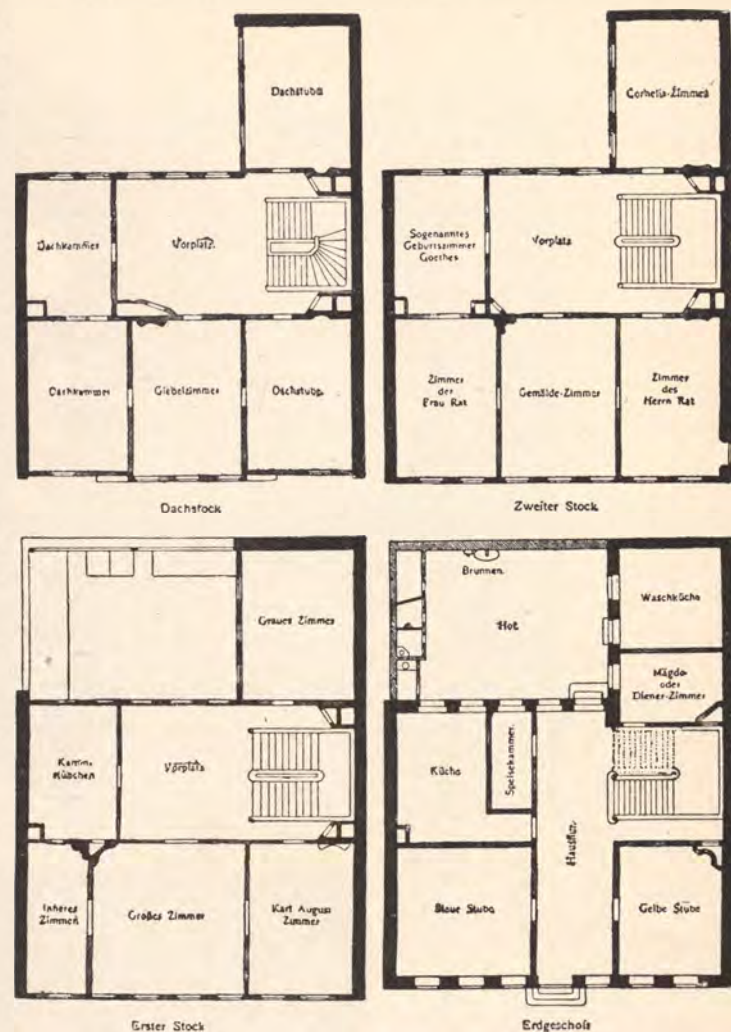 Dachstube
Dachkammer
Vorplatz.
Dachkammer
Giebelzimmer
Dachstube.
Dachstock
Cornelia-Zimmer
Sogenanntes
Geburtszimmer
Goethes
Vorplatz
Zimmer
der
Frau Rat
Gemälde-Zimmer
Zimmer
des
Herrn Rat
Zweiter Stock
Graues Zimmer
Vorplatz
Inneres
Zimmer
Großes Zimmer
Karl August
Zimmer
Erster Stock
Brunnen.
Hof.
Waschküche
Mägde-
oder
Diener-Zimmer
Küche
Speisekammer.
Hausflur.
Blaue Stube
Gelbe Stube
Erdgeschoß